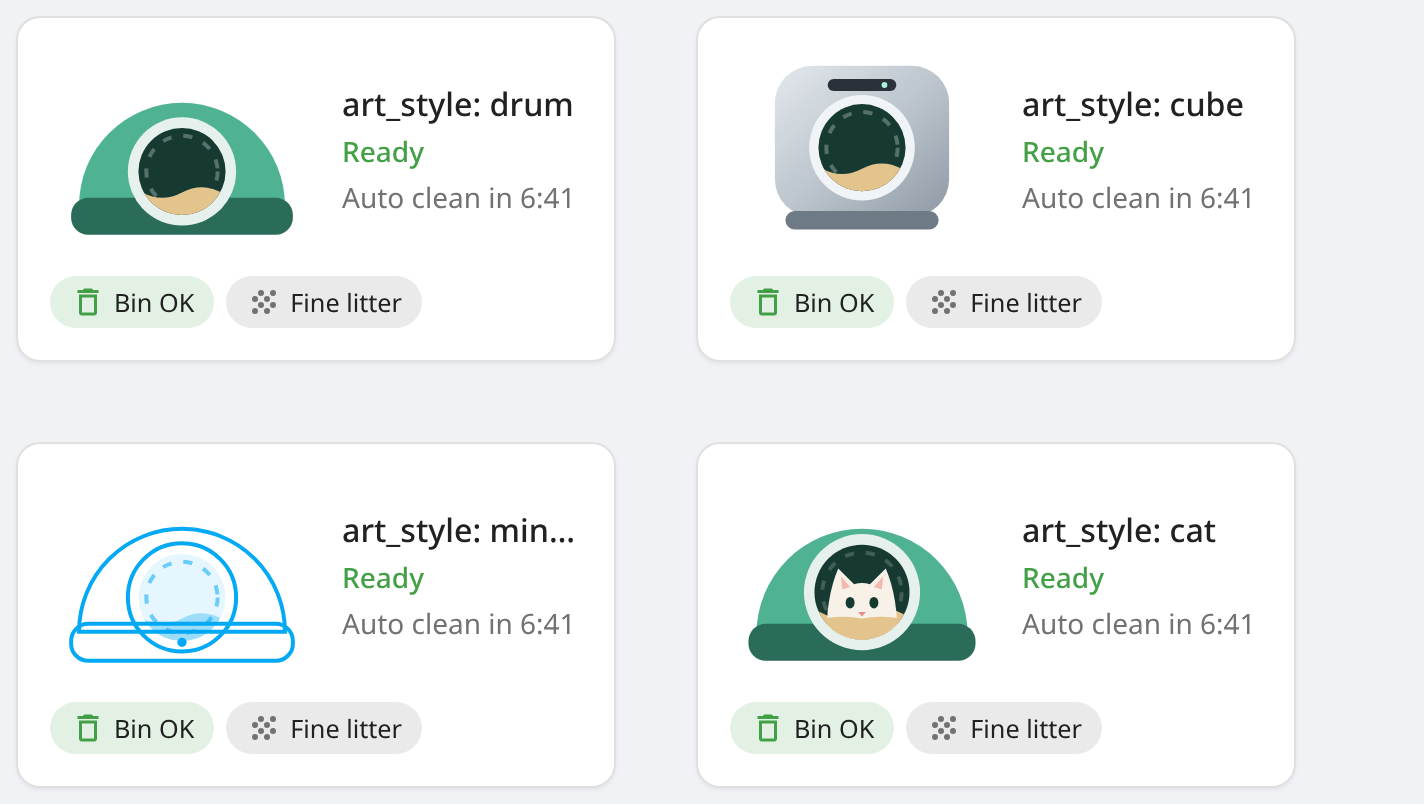 art_style: drum
Ready
Auto clean in 6:41
Bin OK
Fine litter
art_style: cube
Ready
Auto clean in 6:41
Bin OK
Fine litter
art_style: min...
Ready
Auto clean in 6:41
Bin OK
Fine litter
art_style: cat
Ready
Auto clean in 6:41
Bin OK
Fine litter